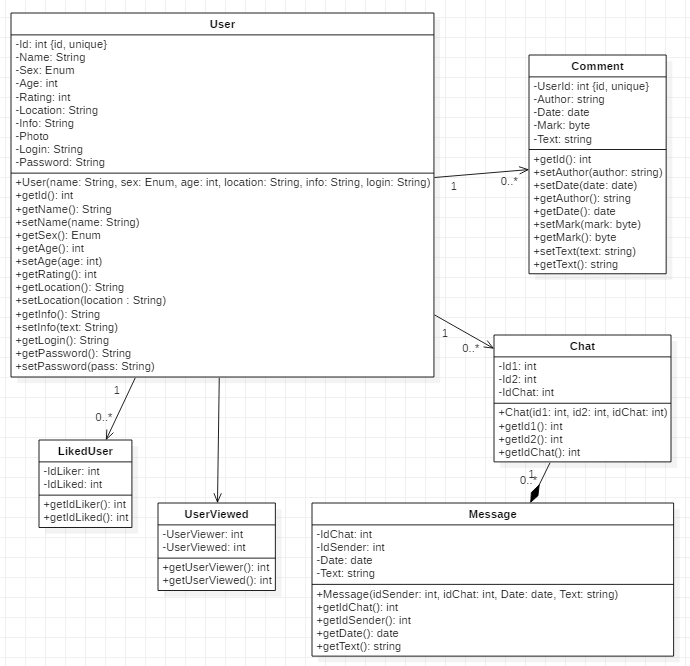 User
-Id: int {id, unique}
-Name: String
-Sex: Enum
-Age: int
-Rating: int
-Location: String
-Info: String
-Photo
-Login: String
-Password: String
+User(name: String, sex: Enum, age: int, location: String, info: String, login: String)
+getId(): int
+getName(): String
+setName(name: String)
+getSex(): Enum
+getAge(): int
+setAge(age: int)
+getRating(): int
+getLocation(): String
+setLocation(location : String)
+getInfo(): String
+setInfo(text: String)
+getLogin(): String
+getPassword(): String
+setPassword(pass: String)
1
0..*
Comment
-UserId: int {id, unique}
-Author: string
-Date: date
-Mark: byte
-Text: string
+getId(): int
+setAuthor(author: string)
+setDate(date: date)
+getAuthor(): string
+getDate(): date
+setMark(mark: byte)
+getMark(): byte
+setText(text: string)
+getText(): string
1
0..*
Chat
-Id1: int
-Id2: int
-IdChat: int
+Chat(id1: int, id2: int, idChat: int)
+getId1(): int
+getId2(): int
+getIdChat(): int
1
0..*
1
0..*
LikedUser
-IdLiker: int
-IdLiked: int
+getIdLiker(): int
+getIdLiked(): int
UserViewed
-UserViewer: int
-UserViewed: int
+getUserViewer(): int
+getUserViewed(): int
Message
-IdChat: int
-IdSender: int
-Date: date
-Text: string
+Message(idSender: int, idChat: int, Date: date, Text: string)
+getIdChat(): int
+getIdSender(): int
+getDate(): date
+getText(): string